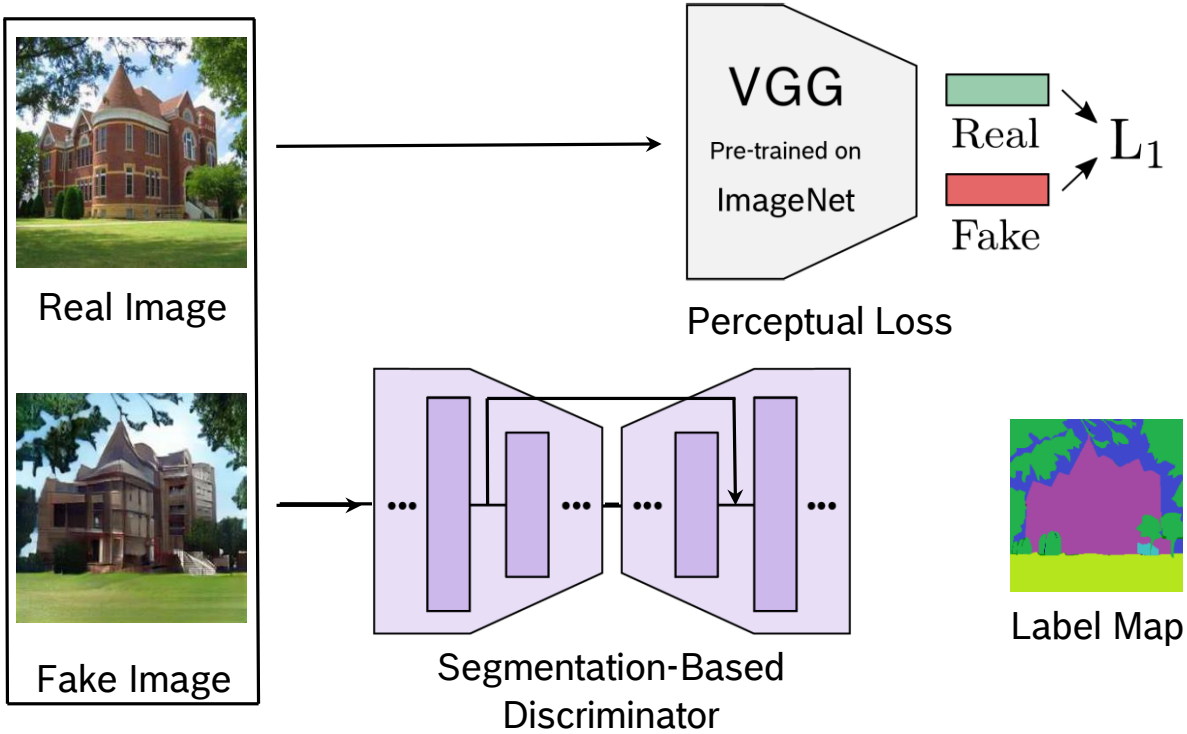 Real Image
Fake Image
VGG
Pre-trained on
ImageNet
Real
Fake
L₁
Perceptual Loss
Segmentation-Based
Discriminator
Label Map